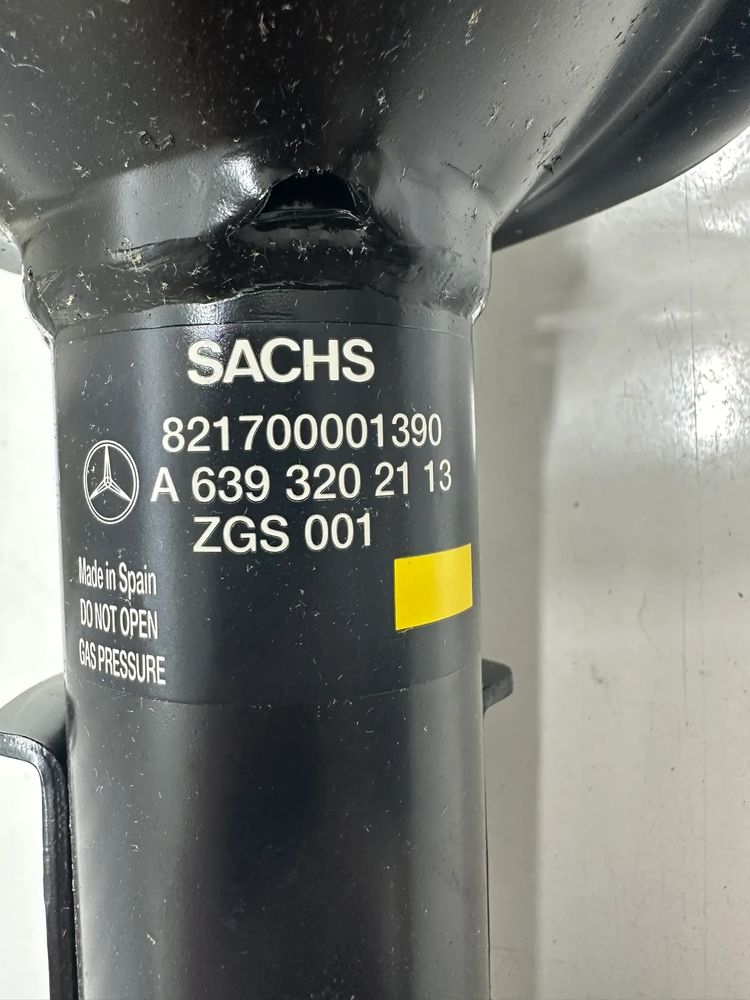 SACHS
821700001390
A 639 320 21 13
ZGS 001
Made in Spain
DO NOT OPEN
GAS PRESSURE